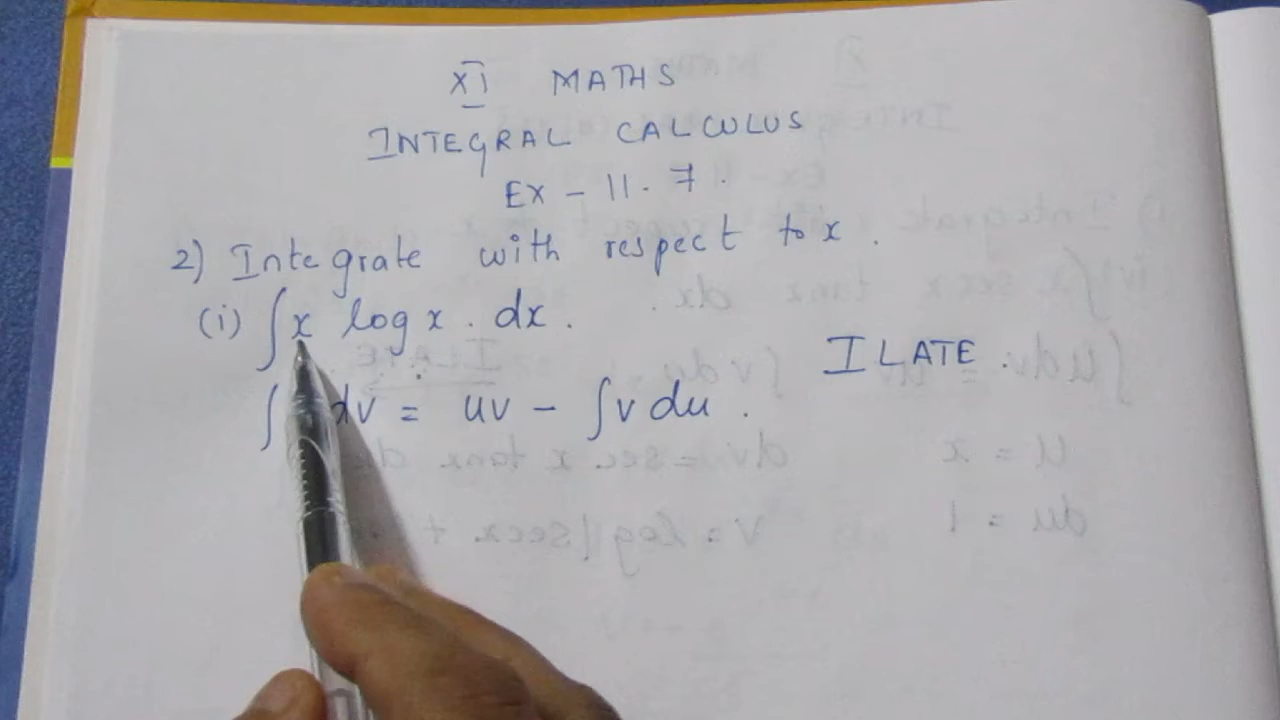 XI MATHS
INTEGRAL CALCULUS
Ex - 11.7.
2) Integrate with respect to x.
(i) ∫x log x . dx.
ILATE.
∫ dv = uv - ∫v du.